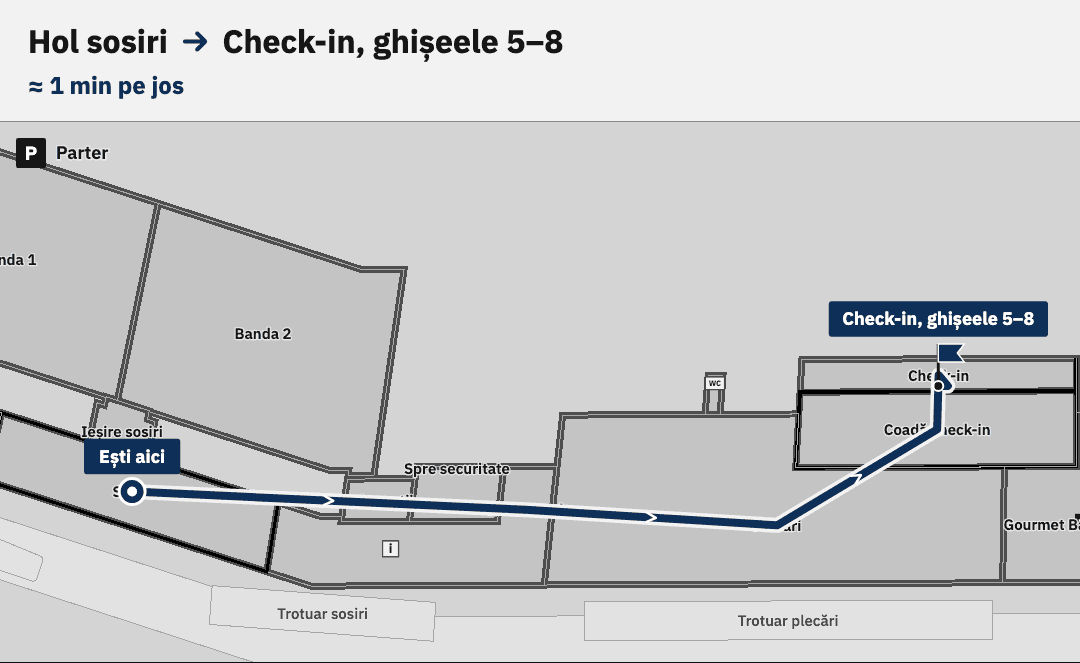 Hol sosiri → Check-in, ghișeele 5–8
≈ 1 min pe jos
P Parter
Banda 2
Check-in, ghișeele 5–8
WC
Ieșire sosiri
Ești aici
Spre securitate
i
Gourmet
Trotuar sosiri
Trotuar plecări